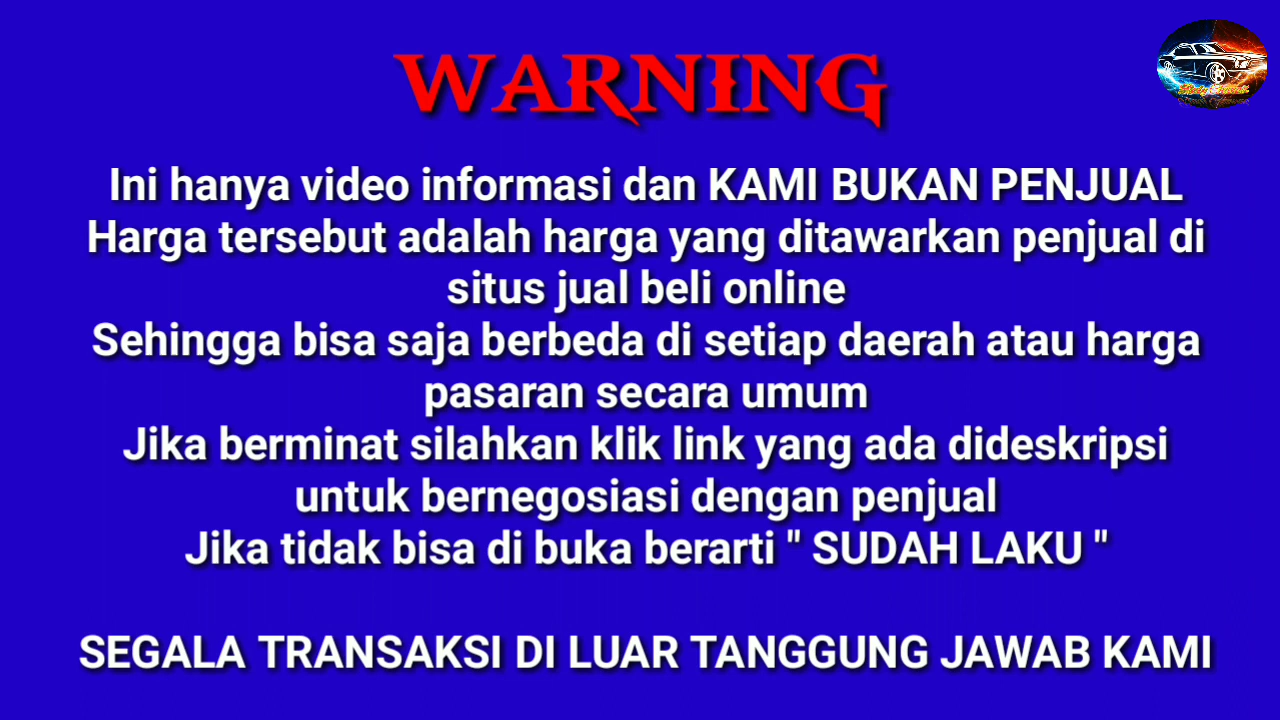 WARNING
Ini hanya video informasi dan KAMI BUKAN PENJUAL
Harga tersebut adalah harga yang ditawarkan penjual di
situs jual beli online
Sehingga bisa saja berbeda di setiap daerah atau harga
pasaran secara umum
Jika berminat silahkan klik link yang ada dideskripsi
untuk bernegosiasi dengan penjual
Jika tidak bisa di buka berarti " SUDAH LAKU "
SEGALA TRANSAKSI DI LUAR TANGGUNG JAWAB KAMI